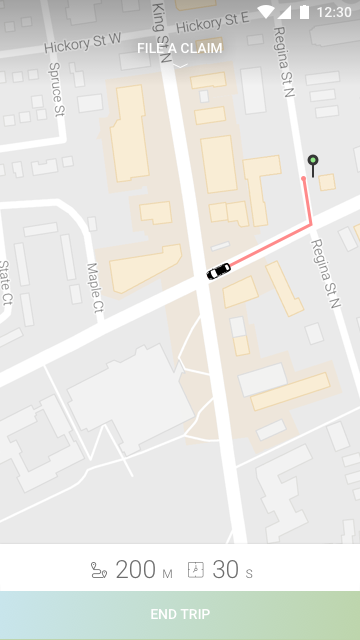 12:30
King St N
Hickory St E
Hickory St W
FILE A CLAIM
Regina St N
Spruce St
State Ct
Maple Ct
Regina St N
200 M 30 S
END TRIP